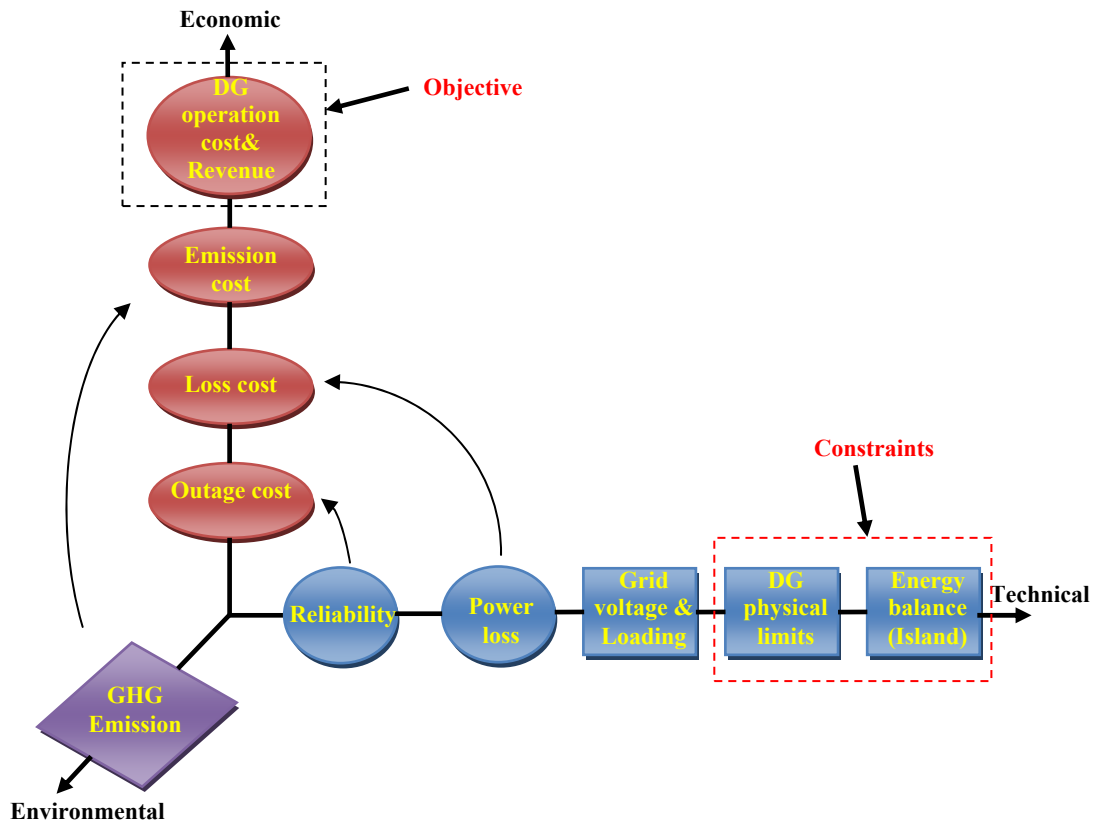 Economic
DG
operation
cost&
Revenue
Objective
Emission
cost
Loss cost
Outage cost
Constraints
Reliability
Power
loss
Grid
voltage &
Loading
DG
physical
limits
Energy
balance
(Island)
Technical
GHG
Emission
Environmental